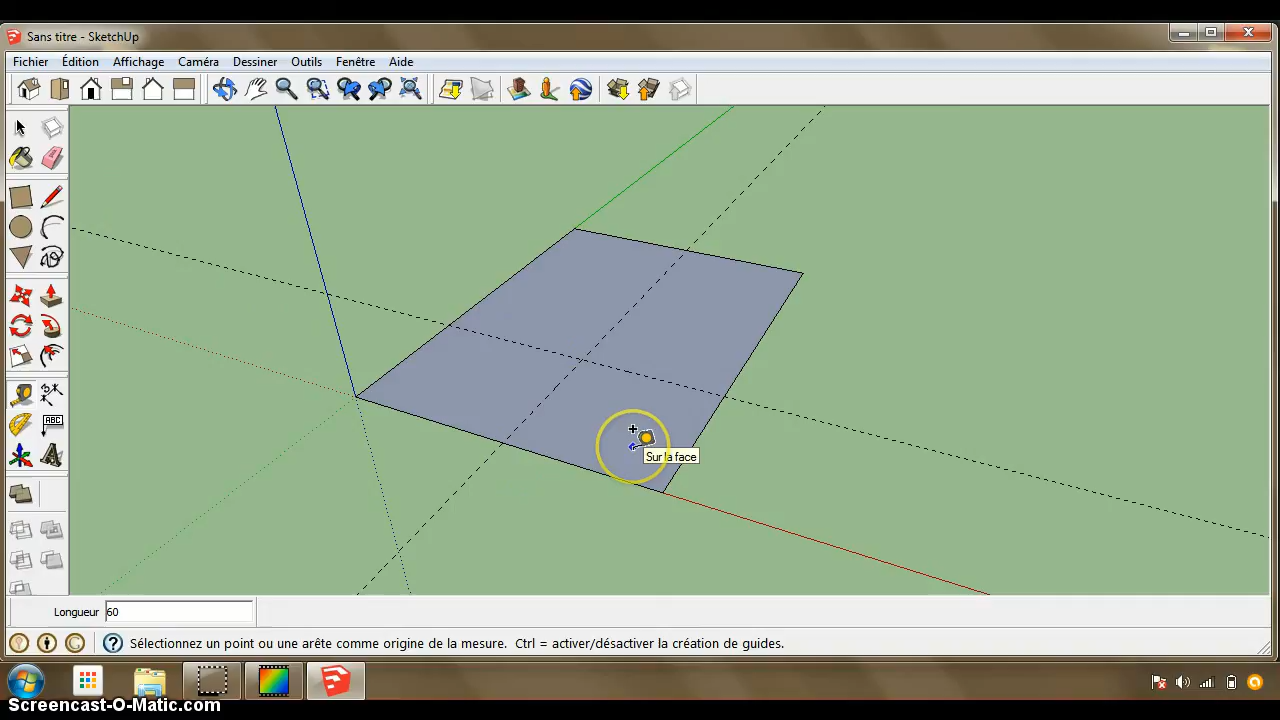 Sans titre - SketchUp
Fichier Édition Affichage Caméra Dessiner Outils Fenêtre Aide
ABC
Sur la face
Longueur 60
Sélectionnez un point ou une arête comme origine de la mesure. Ctrl = activer/désactiver la création de guides.
Screencast-O-Matic.com